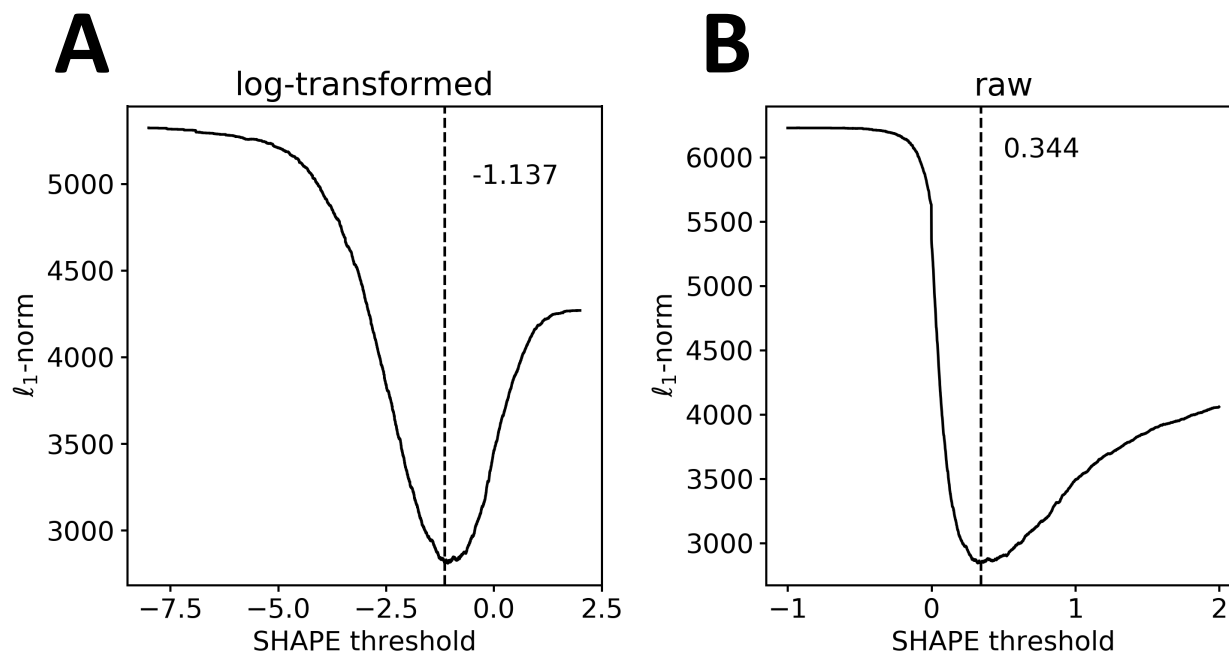 A
log-transformed
-1.137
5000
4500
4000
3500
3000
ℓ1-norm
−7.5 −5.0 −2.5 0.0 2.5
SHAPE threshold
B
raw
0.344
6000
5500
5000
4500
4000
3500
3000
ℓ1-norm
−1 0 1 2
SHAPE threshold